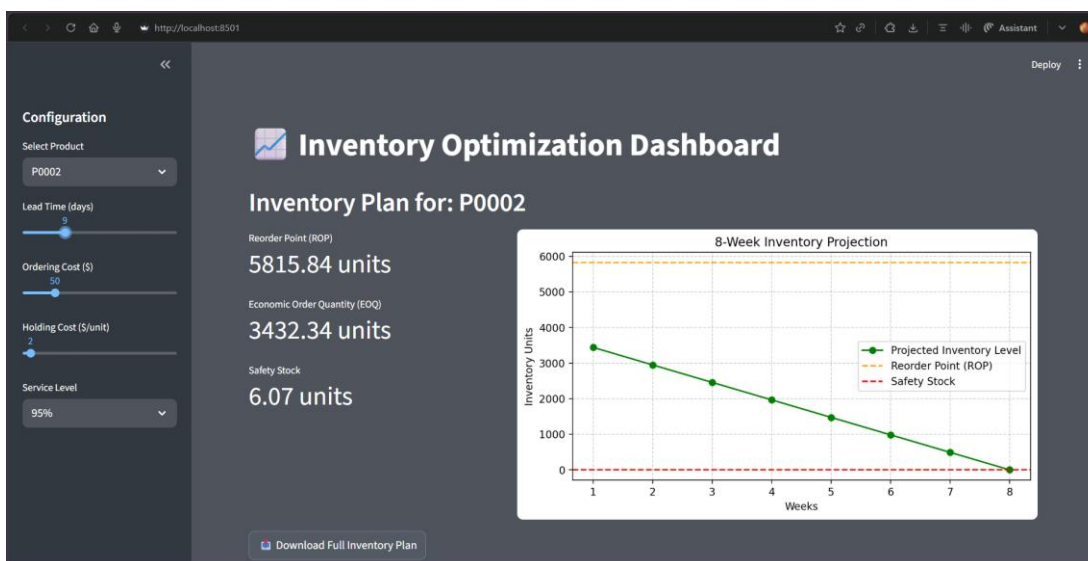 http://localhost:8501
Assistant
Deploy
Configuration
Select Product
P0002
Lead Time (days)
9
Ordering Cost ($)
50
Holding Cost ($/unit)
2
Service Level
95%
📈 Inventory Optimization Dashboard
Inventory Plan for: P0002
Reorder Point (ROP)
5815.84 units
Economic Order Quantity (EOQ)
3432.34 units
Safety Stock
6.07 units
8-Week Inventory Projection
Inventory Units
6000
5000
4000
3000
2000
1000
0
Projected Inventory Level
Reorder Point (ROP)
Safety Stock
1 2 3 4 5 6 7 8
Weeks
Download Full Inventory Plan